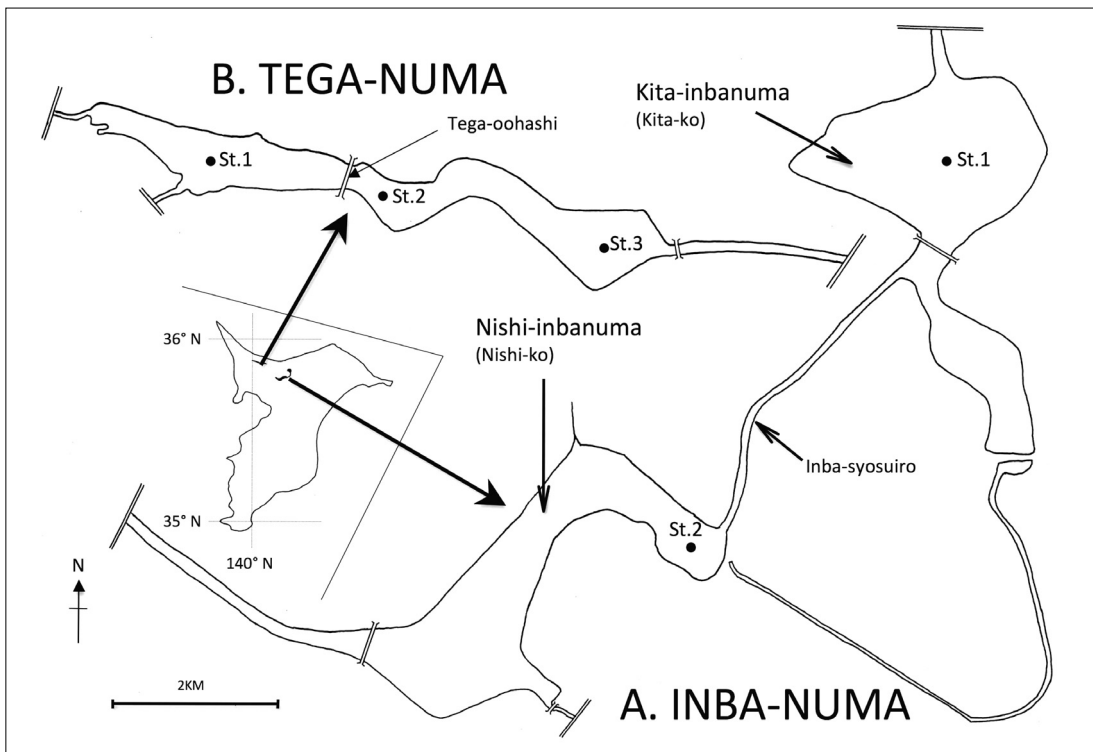 B. TEGA-NUMA
Tega-oohashi
St.1
St.2
St.3
Kita-inbanuma
(Kita-ko)
St.1
36° N
35° N
140° N
Nishi-inbanuma
(Nishi-ko)
Inba-syosuiro
St.2
N
2KM
A. INBA-NUMA